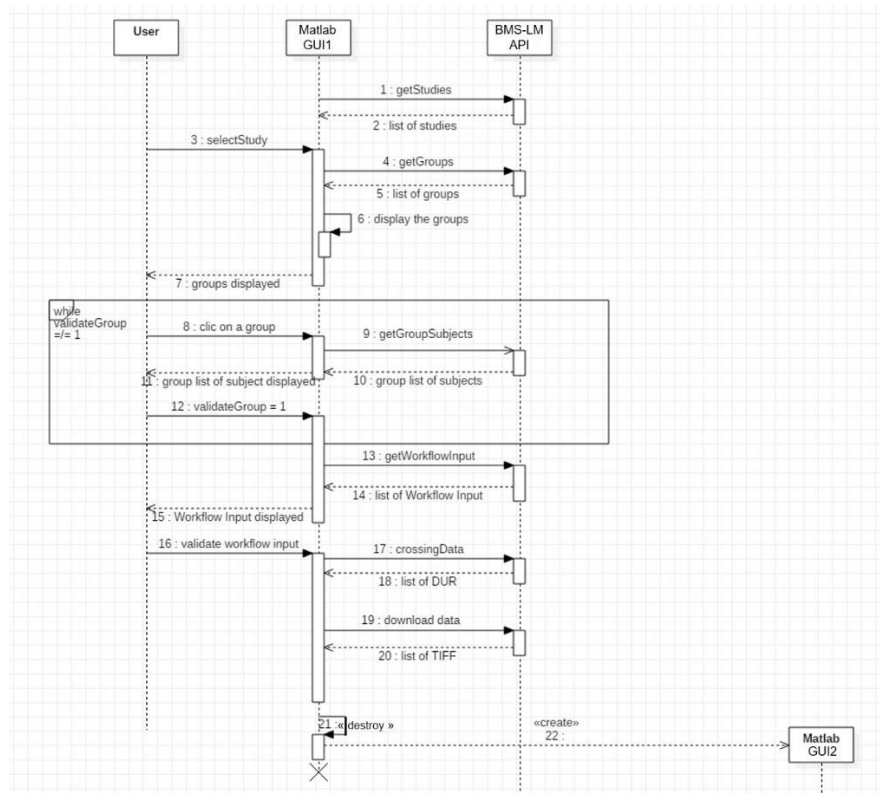 User
Matlab
GUI1
BMS-LM
API
1 : getStudies
2 : list of studies
3 : selectStudy
4 : getGroups
5 : list of groups
6 : display the groups
7 : groups displayed
while
validateGroup
=/= 1
8 : clic on a group
9 : getGroupSubjects
10 : group list of subjects
11 : group list of subject displayed
12 : validateGroup = 1
13 : getWorkflowInput
14 : list of Workflow Input
15 : Workflow Input displayed
16 : validate workflow input
17 : crossingData
18 : list of DUR
19 : download data
20 : list of TIFF
21 : « destroy »
«create»
22 :
Matlab
GUI2